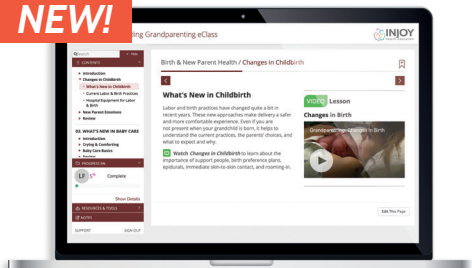 NEW!
ding Grandparenting eClass
INJOY
Search
CONTENTS
Introduction
Changes in Childbirth
What's New in Childbirth
Current Labor & Birth Practices
Hospital Equipment for Labor
& Birth
New Parent Emotions
Review
03. WHAT'S NEW IN BABY CARE
Introduction
Crying & Comforting
Baby Care Basics
LF
Complete
Show Details
RESOURCES & TOOLS
NOTES
SUPPORT
SIGN OUT
Birth & New Parent Health / Changes in Childbirth
What's New in Childbirth
Labor and birth practices have changed quite a bit in
recent years. These new approaches make delivery a safer
and more comfortable experience. Even if you are
not present when your grandchild is born, it helps to
understand the current practices, the parents' choices, and
what to expect and why.
Watch Changes in Childbirth to learn about the
importance of support people, birth preference plans,
epidurals, immediate skin-to-skin contact, and rooming-in.
VIDEO Lesson
Changes in Birth
Grandparenting: Changes in Birth
Edit This Page